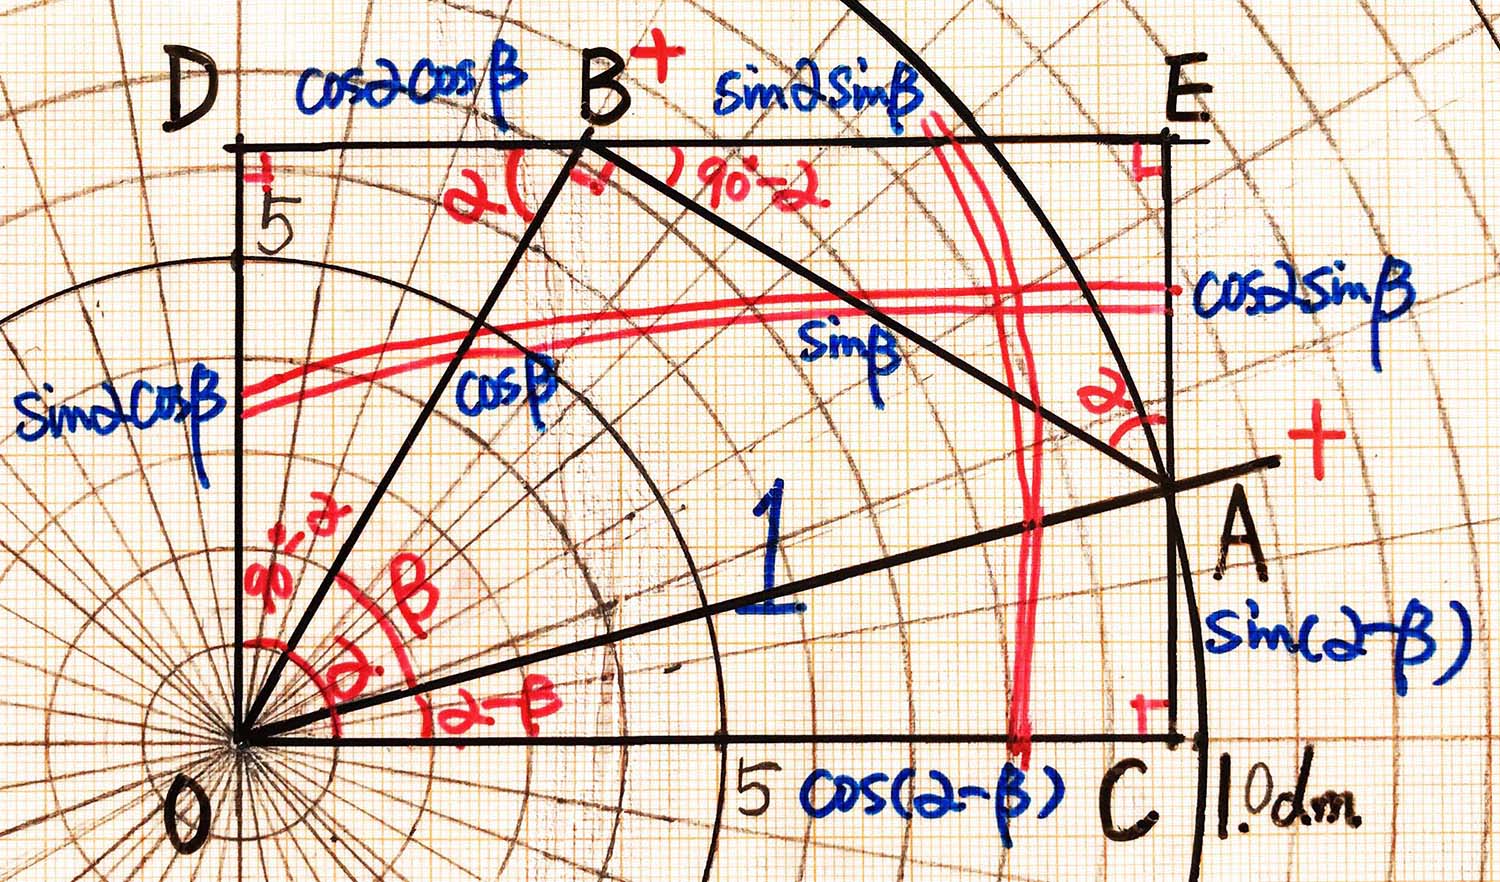 D cosαcosβ B + sinαsinβ E
α 90°-α
5
cosαsinβ
sinβ
sinαcosβ cosβ α
+
1 A
90°-α β
sin(α-β)
α α-β
O 5 cos(α-β) C 1.0dm.